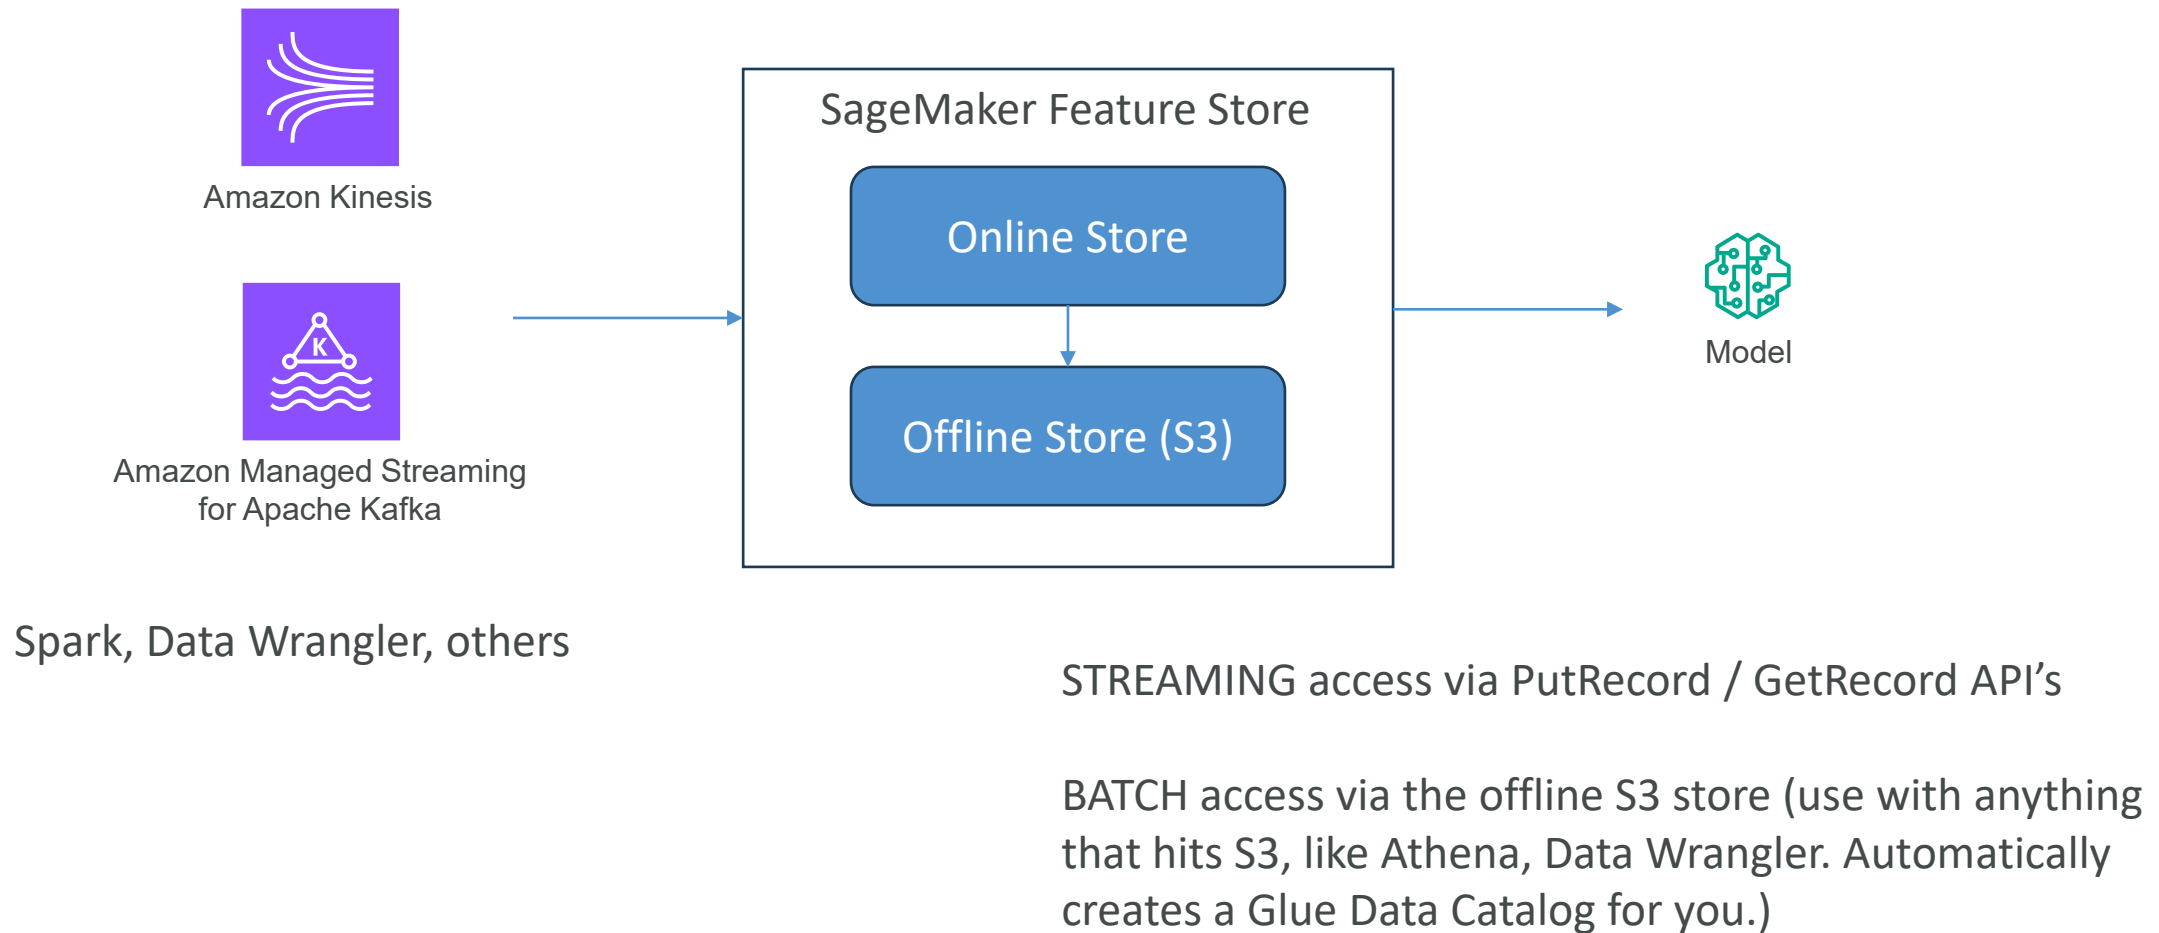 Amazon Kinesis
K
Amazon Managed Streaming
for Apache Kafka
Spark, Data Wrangler, others
SageMaker Feature Store
Online Store
Offline Store (S3)
Model
STREAMING access via PutRecord / GetRecord API’s
BATCH access via the offline S3 store (use with anything
that hits S3, like Athena, Data Wrangler. Automatically
creates a Glue Data Catalog for you.)